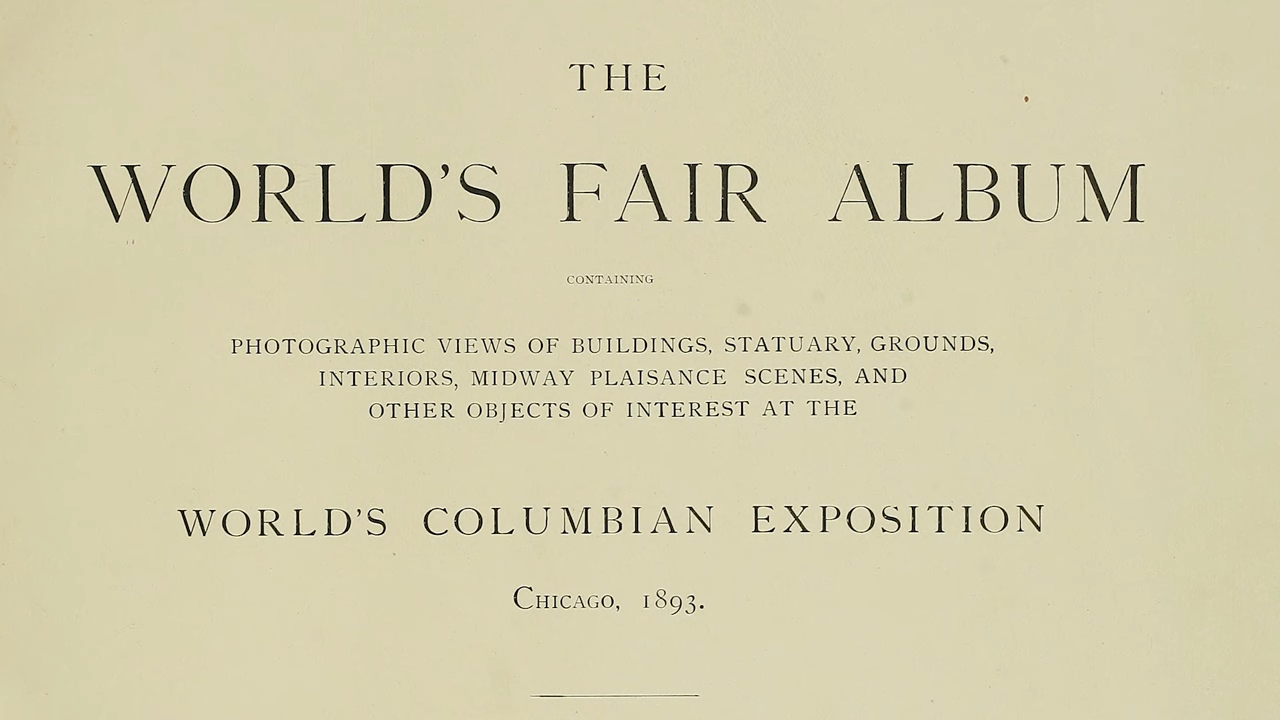 THE
WORLD'S FAIR ALBUM
CONTAINING
PHOTOGRAPHIC VIEWS OF BUILDINGS, STATUARY, GROUNDS,
INTERIORS, MIDWAY PLAISANCE SCENES, AND
OTHER OBJECTS OF INTEREST AT THE
WORLD'S COLUMBIAN EXPOSITION
CHICAGO, 1893.